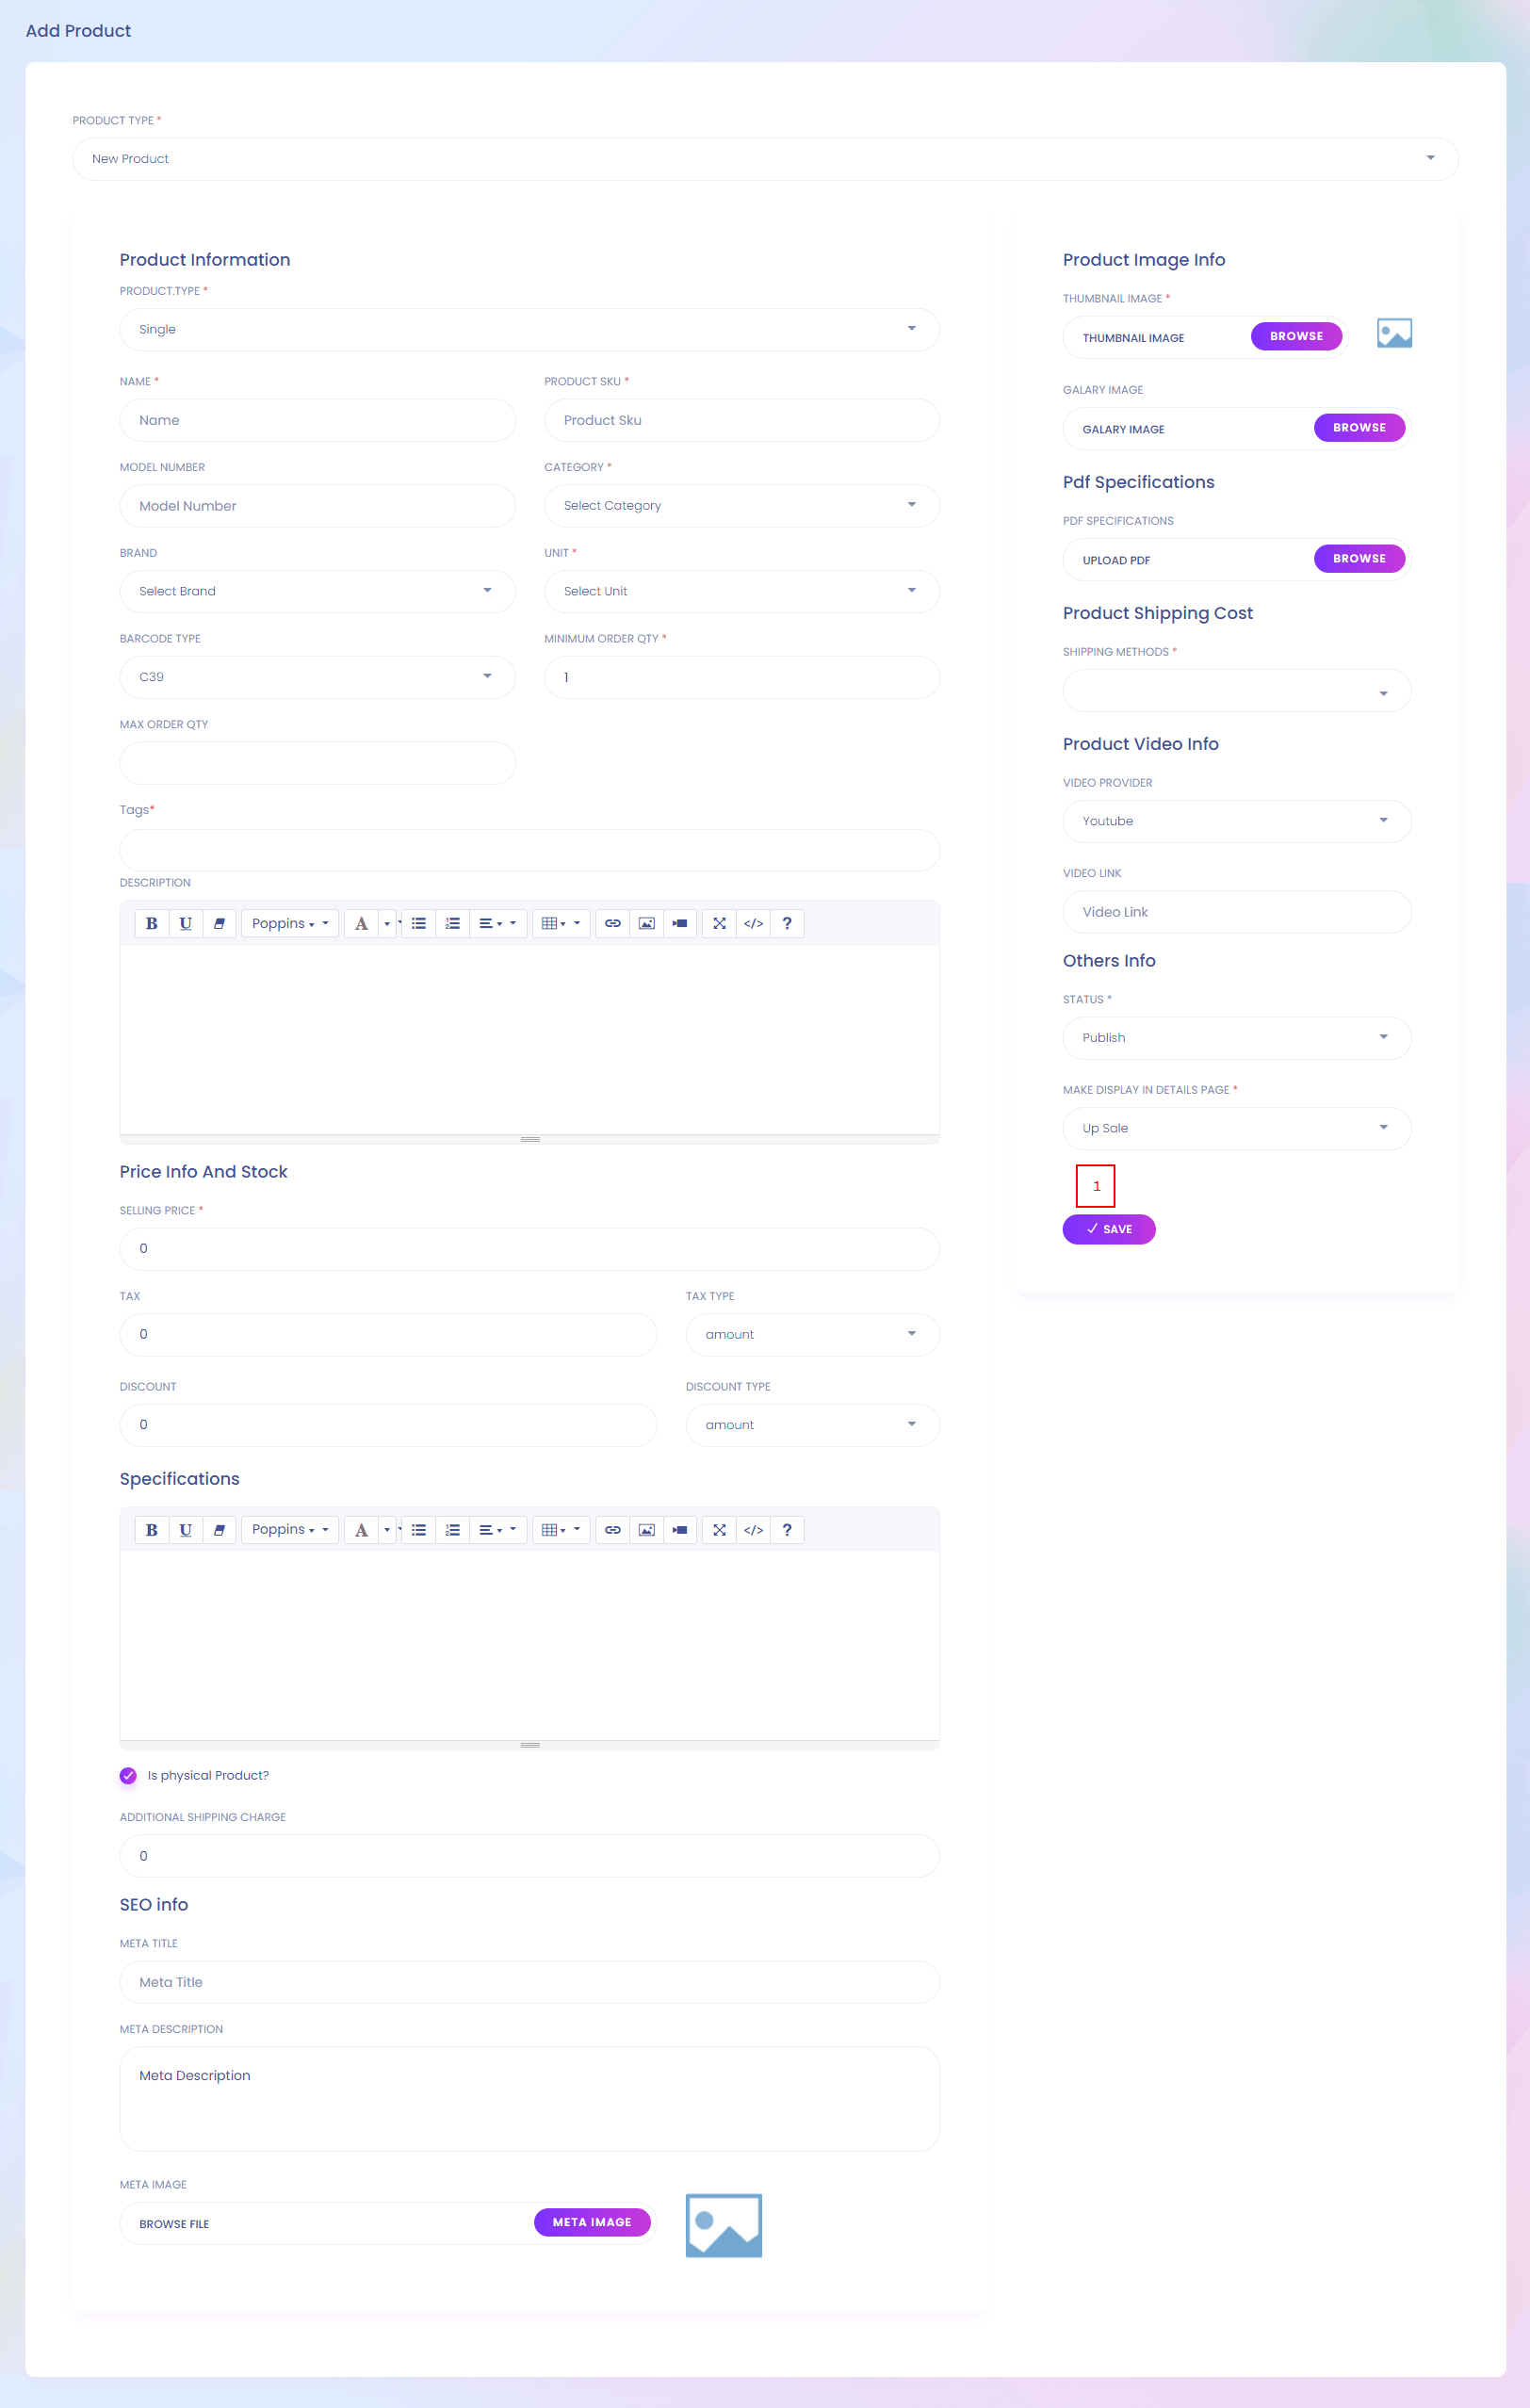 Add Product
PRODUCT TYPE *
New Product
Product Information
PRODUCT.TYPE *
Single
NAME *
PRODUCT SKU *
Name
Product Sku
MODEL NUMBER
CATEGORY *
Model Number
Select Category
BRAND
UNIT *
Select Brand
Select Unit
BARCODE TYPE
MINIMUM ORDER QTY *
C39
1
MAX ORDER QTY
Tags*
DESCRIPTION
B U Poppins A </> ?
Price Info And Stock
SELLING PRICE *
0
TAX
TAX TYPE
0
amount
DISCOUNT
DISCOUNT TYPE
0
amount
Specifications
B U Poppins A </> ?
Is physical Product?
ADDITIONAL SHIPPING CHARGE
0
SEO info
META TITLE
Meta Title
META DESCRIPTION
Meta Description
META IMAGE
BROWSE FILE
META IMAGE
Product Image Info
THUMBNAIL IMAGE *
THUMBNAIL IMAGE
BROWSE
GALARY IMAGE
GALARY IMAGE
BROWSE
Pdf Specifications
PDF SPECIFICATIONS
UPLOAD PDF
BROWSE
Product Shipping Cost
SHIPPING METHODS *
Product Video Info
VIDEO PROVIDER
Youtube
VIDEO LINK
Video Link
Others Info
STATUS *
Publish
MAKE DISPLAY IN DETAILS PAGE *
Up Sale
1
SAVE